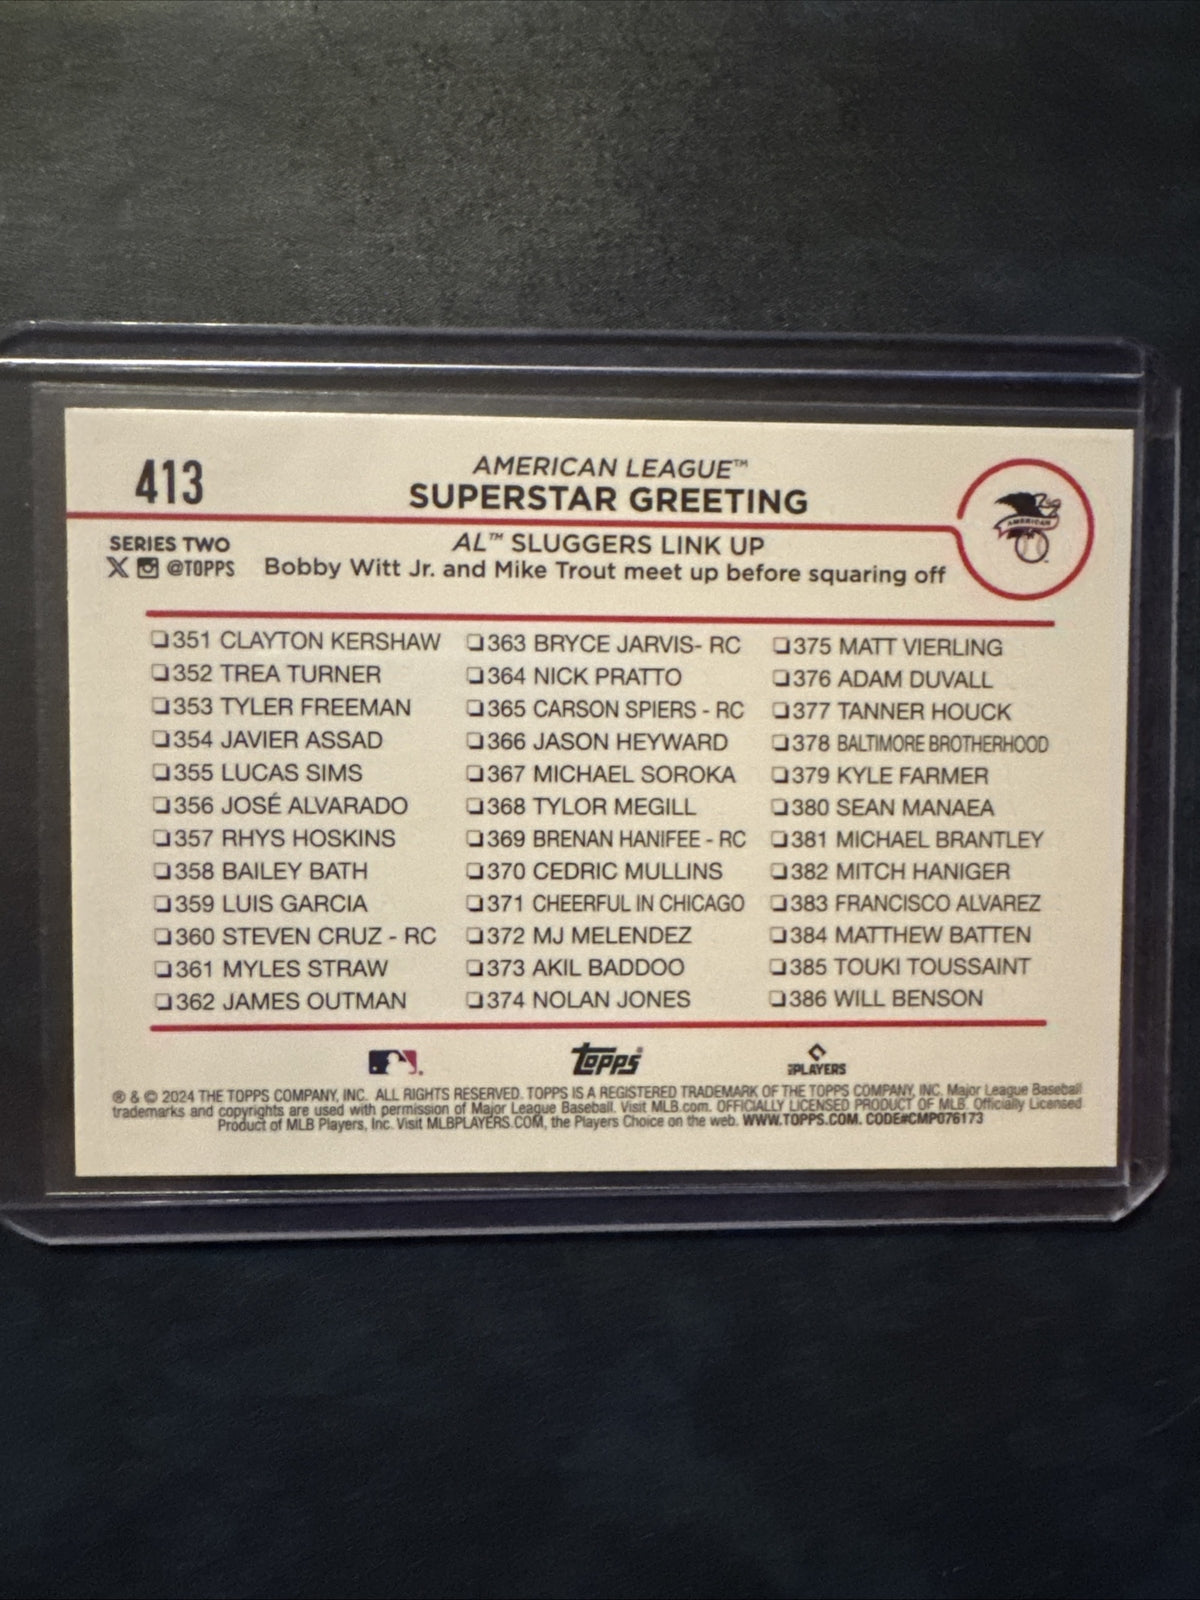 413
AMERICAN LEAGUE™
SUPERSTAR GREETING
AMERICAN
SERIES TWO
@TOPPS
AL™ SLUGGERS LINK UP
Bobby Witt Jr. and Mike Trout meet up before squaring off
❏351 CLAYTON KERSHAW
❏352 TREA TURNER
❏353 TYLER FREEMAN
❏354 JAVIER ASSAD
❏355 LUCAS SIMS
❏356 JOSÉ ALVARADO
❏357 RHYS HOSKINS
❏358 BAILEY BATH
❏359 LUIS GARCIA
❏360 STEVEN CRUZ - RC
❏361 MYLES STRAW
❏362 JAMES OUTMAN
❏363 BRYCE JARVIS- RC
❏364 NICK PRATTO
❏365 CARSON SPIERS - RC
❏366 JASON HEYWARD
❏367 MICHAEL SOROKA
❏368 TYLOR MEGILL
❏369 BRENAN HANIFEE - RC
❏370 CEDRIC MULLINS
❏371 CHEERFUL IN CHICAGO
❏372 MJ MELENDEZ
❏373 AKIL BADDOO
❏374 NOLAN JONES
❏375 MATT VIERLING
❏376 ADAM DUVALL
❏377 TANNER HOUCK
❏378 BALTIMORE BROTHERHOOD
❏379 KYLE FARMER
❏380 SEAN MANAEA
❏381 MICHAEL BRANTLEY
❏382 MITCH HANIGER
❏383 FRANCISCO ALVAREZ
❏384 MATTHEW BATTEN
❏385 TOUKI TOUSSAINT
❏386 WILL BENSON
Topps®
PLAYERS
® & © 2024 THE TOPPS COMPANY, INC. ALL RIGHTS RESERVED. TOPPS IS A REGISTERED TRADEMARK OF THE TOPPS COMPANY, INC. Major League Baseball
trademarks and copyrights are used with permission of Major League Baseball. Visit MLB.com. OFFICIALLY LICENSED PRODUCT OF MLB. Officially Licensed
Product of MLB Players, Inc. Visit MLBPLAYERS.COM, the Players Choice on the web. WWW.TOPPS.COM. CODE#CMP076173